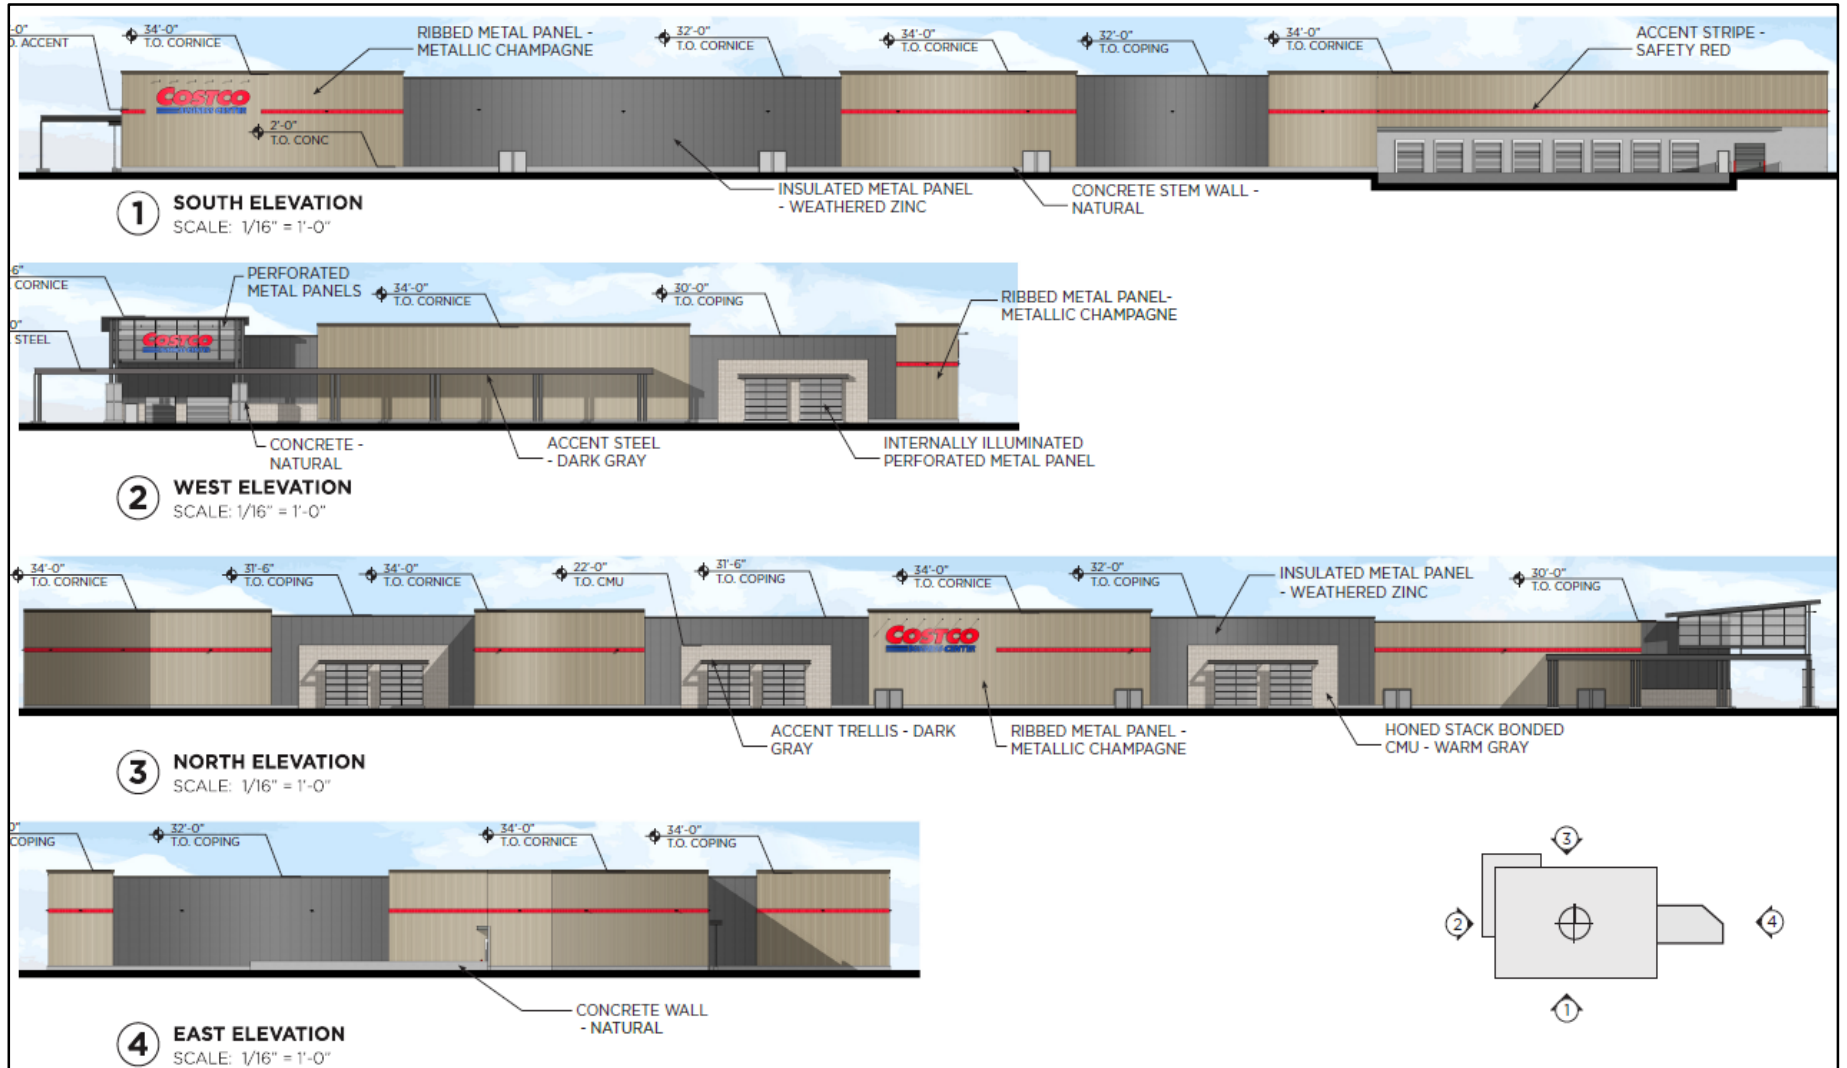 -0"
O. ACCENT
34'-0"
T.O. CORNICE
RIBBED METAL PANEL -
METALLIC CHAMPAGNE
32'-0"
T.O. CORNICE
34'-0"
T.O. CORNICE
32'-0"
T.O. COPING
34'-0"
T.O. CORNICE
ACCENT STRIPE -
SAFETY RED
COSTCO
2'-0"
T.O. CONC
INSULATED METAL PANEL
- WEATHERED ZINC
CONCRETE STEM WALL -
NATURAL
1
SOUTH ELEVATION
SCALE: 1/16" = 1'-0"
-6"
CORNICE
0"
STEEL
PERFORATED
METAL PANELS
34'-0"
T.O. CORNICE
30'-0"
T.O. COPING
RIBBED METAL PANEL-
METALLIC CHAMPAGNE
COSTCO
CONCRETE -
NATURAL
ACCENT STEEL
- DARK GRAY
INTERNALLY ILLUMINATED
PERFORATED METAL PANEL
2
WEST ELEVATION
SCALE: 1/16" = 1'-0"
34'-0"
T.O. CORNICE
31'-6"
T.O. COPING
34'-0"
T.O. CORNICE
22'-0"
T.O. CMU
31'-6"
T.O. COPING
34'-0"
T.O. CORNICE
32'-0"
T.O. COPING
INSULATED METAL PANEL
- WEATHERED ZINC
30'-0"
T.O. COPING
COSTCO
CENTER
ACCENT TRELLIS - DARK
GRAY
RIBBED METAL PANEL -
METALLIC CHAMPAGNE
HONED STACK BONDED
CMU - WARM GRAY
3
NORTH ELEVATION
SCALE: 1/16" = 1'-0"
0"
COPING
32'-0"
T.O. COPING
34'-0"
T.O. CORNICE
34'-0"
T.O. COPING
CONCRETE WALL
- NATURAL
4
EAST ELEVATION
SCALE: 1/16" = 1'-0"
3
2
4
1